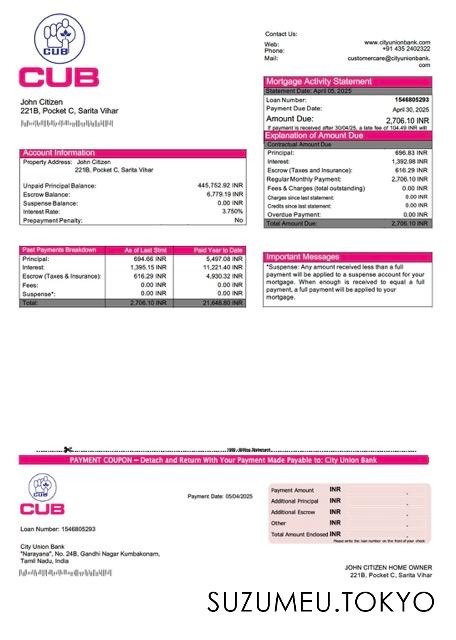 CUB
CUB
Contact Us:
Web: www.cityunionbank.com
Phone: +91 435 2402322
Mail: customercare@cityunionbank.
com
John Citizen
221B, Pocket C, Sarita Vihar
Mortgage Activity Statement
Statement Date: April 05, 2025
Loan Number: 1546805293
Payment Due Date: April 30, 2025
Amount Due: 2,706.10 INR
If payment is received after 30/04/25, a late fee of 104.49 INR will
Explanation of Amount Due
Contractual Amount Due
Principal: 696.83 INR
Interest: 1,392.98 INR
Escrow (Taxes and Insurance): 616.29 INR
Regular Monthly Payment: 2,706.10 INR
Fees & Charges (total outstanding) 0.00 INR
Charges since last statement: 0.00 INR
Credits since last statement: 0.00 INR
Overdue Payment: 0.00 INR
Total Amount Due: 2,706.10 INR
Account Information
Property Address: John Citizen
221B, Pocket C, Sarita Vihar
Unpaid Principal Balance: 445,752.92 INR
Escrow Balance: 6,779.19 INR
Suspense Balance: 0.00 INR
Interest Rate: 3.750%
Prepayment Penalty: No
Past Payments Breakdown As of Last Stmt Paid Year to Date
Principal: 694.66 INR 5,497.08 INR
Interest: 1,395.15 INR 11,221.40 INR
Escrow (Taxes & Insurance): 616.29 INR 4,930.32 INR
Fees: 0.00 INR 0.00 INR
Suspense*: 0.00 INR 0.00 INR
Total: 2,706.10 INR 21,648.80 INR
Important Messages
*Suspense: Any amount received less than a full
payment will be applied to a suspense account for your
mortgage. When enough is received to equal a full
payment, a full payment will be applied to your
mortgage.
PAYMENT COUPON – Detach and Return With Your Payment Made Payable to: City Union Bank
CUB
CUB
Payment Date: 05/04/2025
Payment Amount INR
Additional Principal INR
Additional Escrow INR
Other INR
Total Amount Enclosed INR
Please write the loan number on the front of your check
Loan Number: 1546805293
City Union Bank
"Narayana", No. 24B, Gandhi Nagar Kumbakonam,
Tamil Nadu, India
JOHN CITIZEN HOME OWNER
221B, Pocket C, Sarita Vihar
SUZUMEU.TOKYO